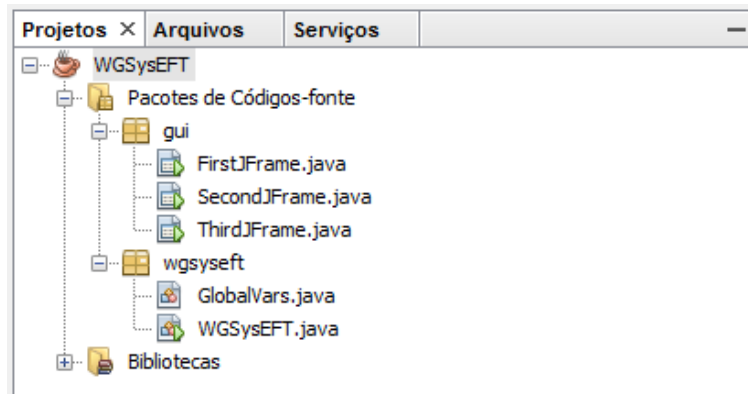 Projetos × Arquivos Serviços
WGSysEFT
Pacotes de Códigos-fonte
gui
FirstJFrame.java
SecondJFrame.java
ThirdJFrame.java
wgsyseft
GlobalVars.java
WGSysEFT.java
Bibliotecas